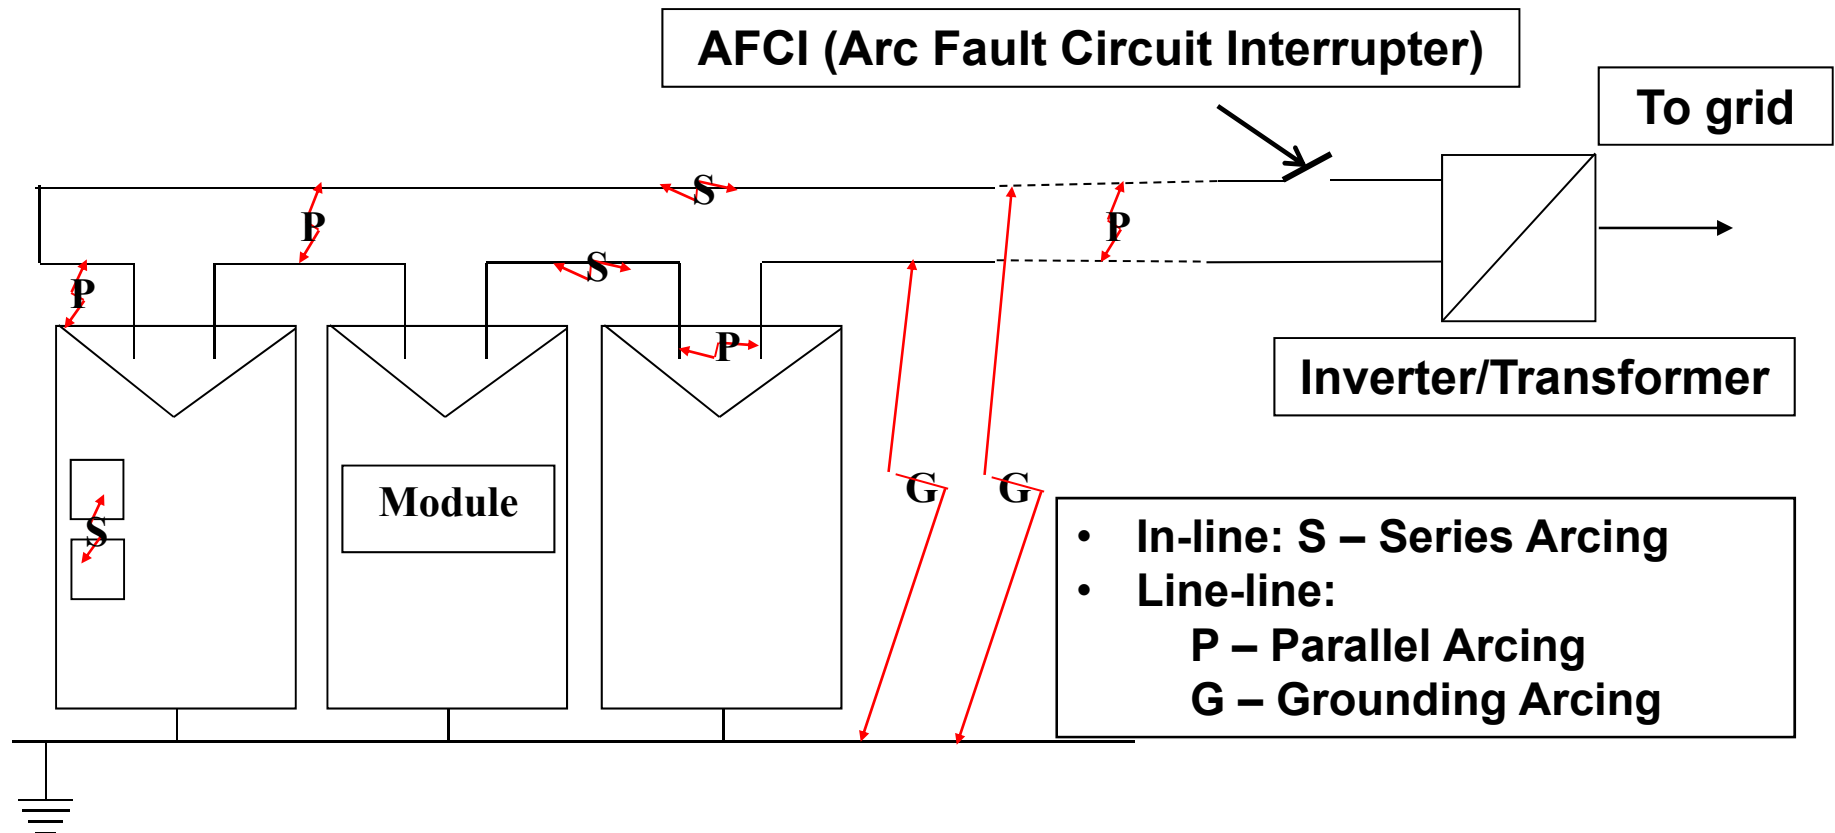 AFCI (Arc Fault Circuit Interrupter)
To grid
S
P
P
S
P
P
Inverter/Transformer
Module
S
G
G
• In-line: S – Series Arcing
• Line-line:
P – Parallel Arcing
G – Grounding Arcing